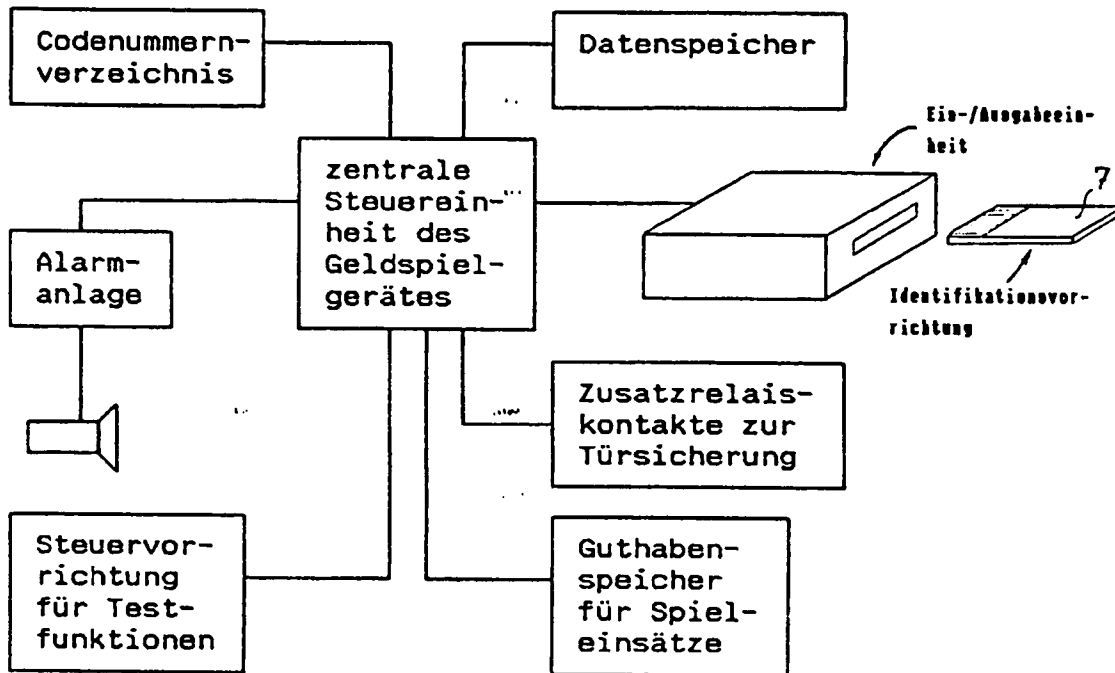 Codenummern-
verzeichnis
Datenspeicher
Ein-/Ausgabeein-
heit
zentrale
Steuerein-
heit des
Geldspiel-
gerätes
7
Alarm-
anlage
Identifikationsvor-
richtung
Zusatzrelais-
kontakte zur
Türsicherung
Steuervor-
richtung
für Test-
funktionen
Guthaben-
speicher
für Spiel-
einsätze